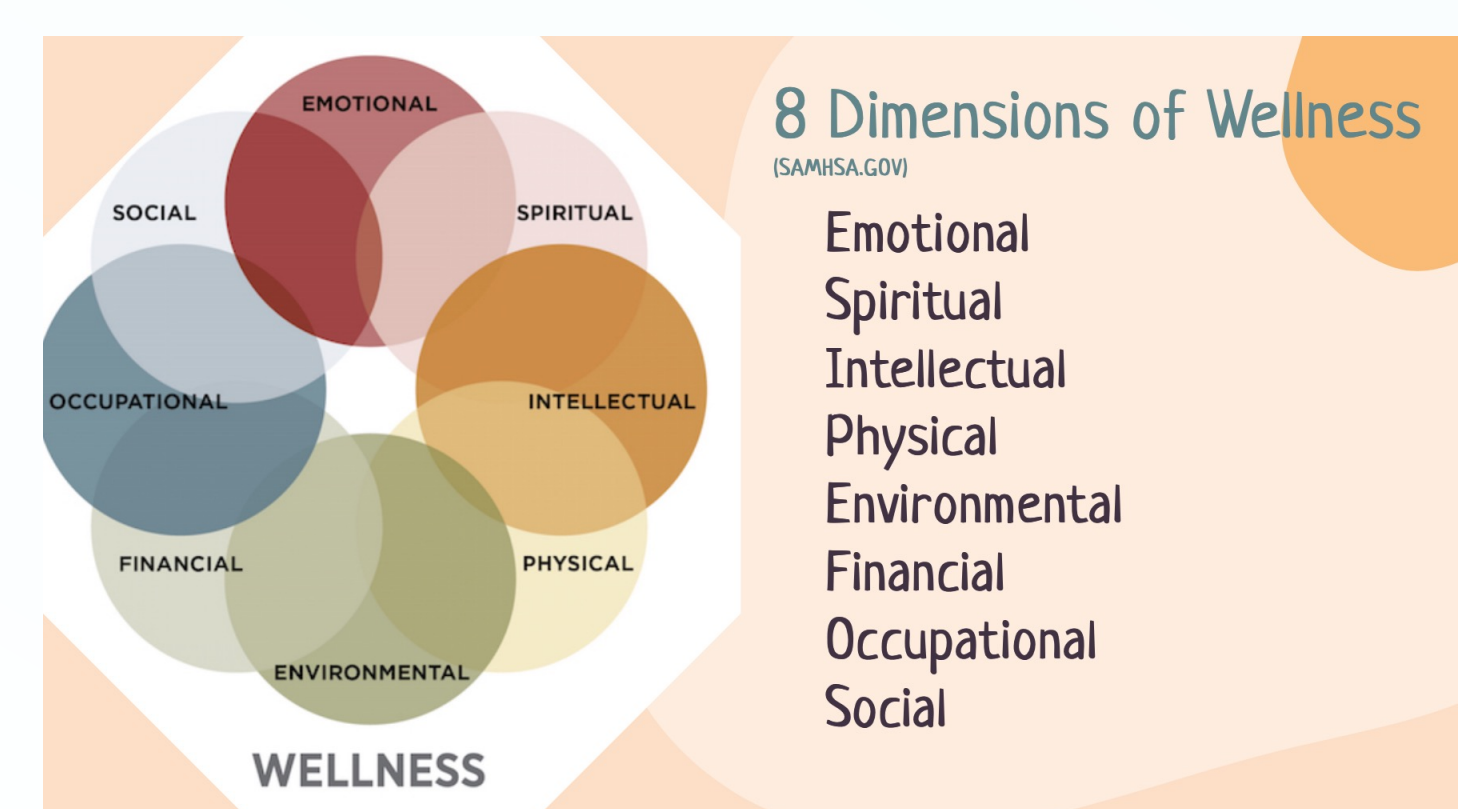 EMOTIONAL
SOCIAL
SPIRITUAL
OCCUPATIONAL
INTELLECTUAL
FINANCIAL
PHYSICAL
ENVIRONMENTAL
WELLNESS
8 Dimensions of Wellness
(SAMHSA.GOV)
Emotional
Spiritual
Intellectual
Physical
Environmental
Financial
Occupational
Social